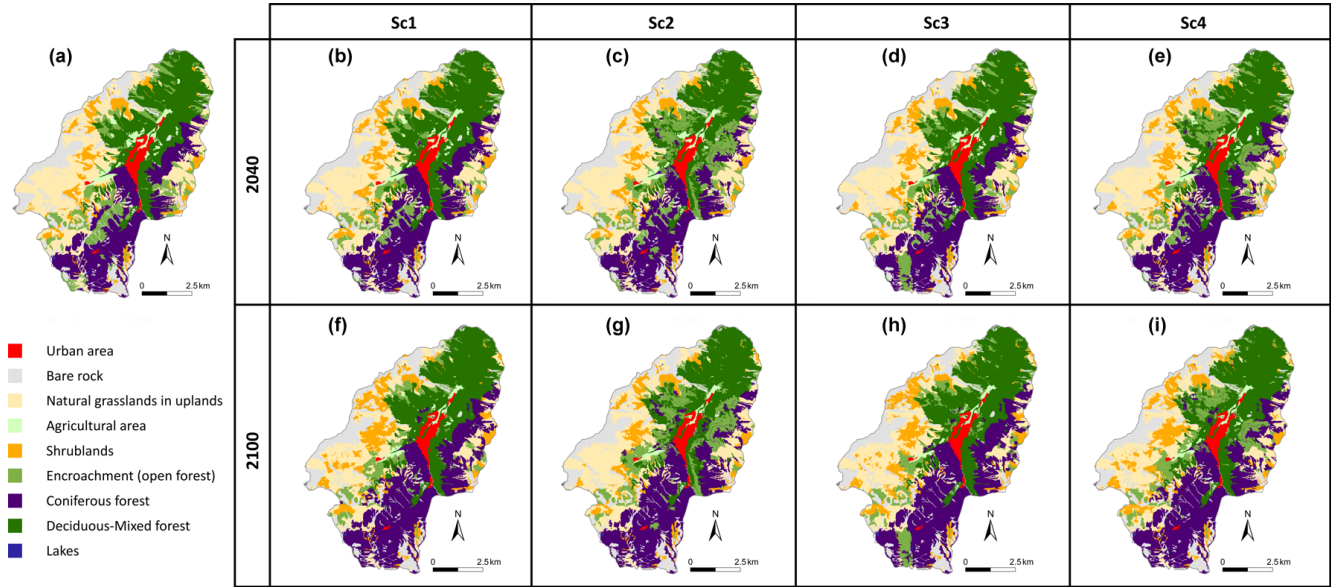 Sc1 Sc2 Sc3 Sc4
(a) (b) (c) (d) (e)
2040
N N N N N
2.5 km 2.5 km 2.5 km 2.5 km 2.5 km
0 0 0 0 0
(f) (g) (h) (i)
Urban area
Bare rock
Natural grasslands in uplands
Agricultural area
Shrublands
Encroachment (open forest)
Coniferous forest
Deciduous-Mixed forest
Lakes
2100
N N N N
2.5 km 2.5 km 2.5 km 2.5 km
0 0 0 0